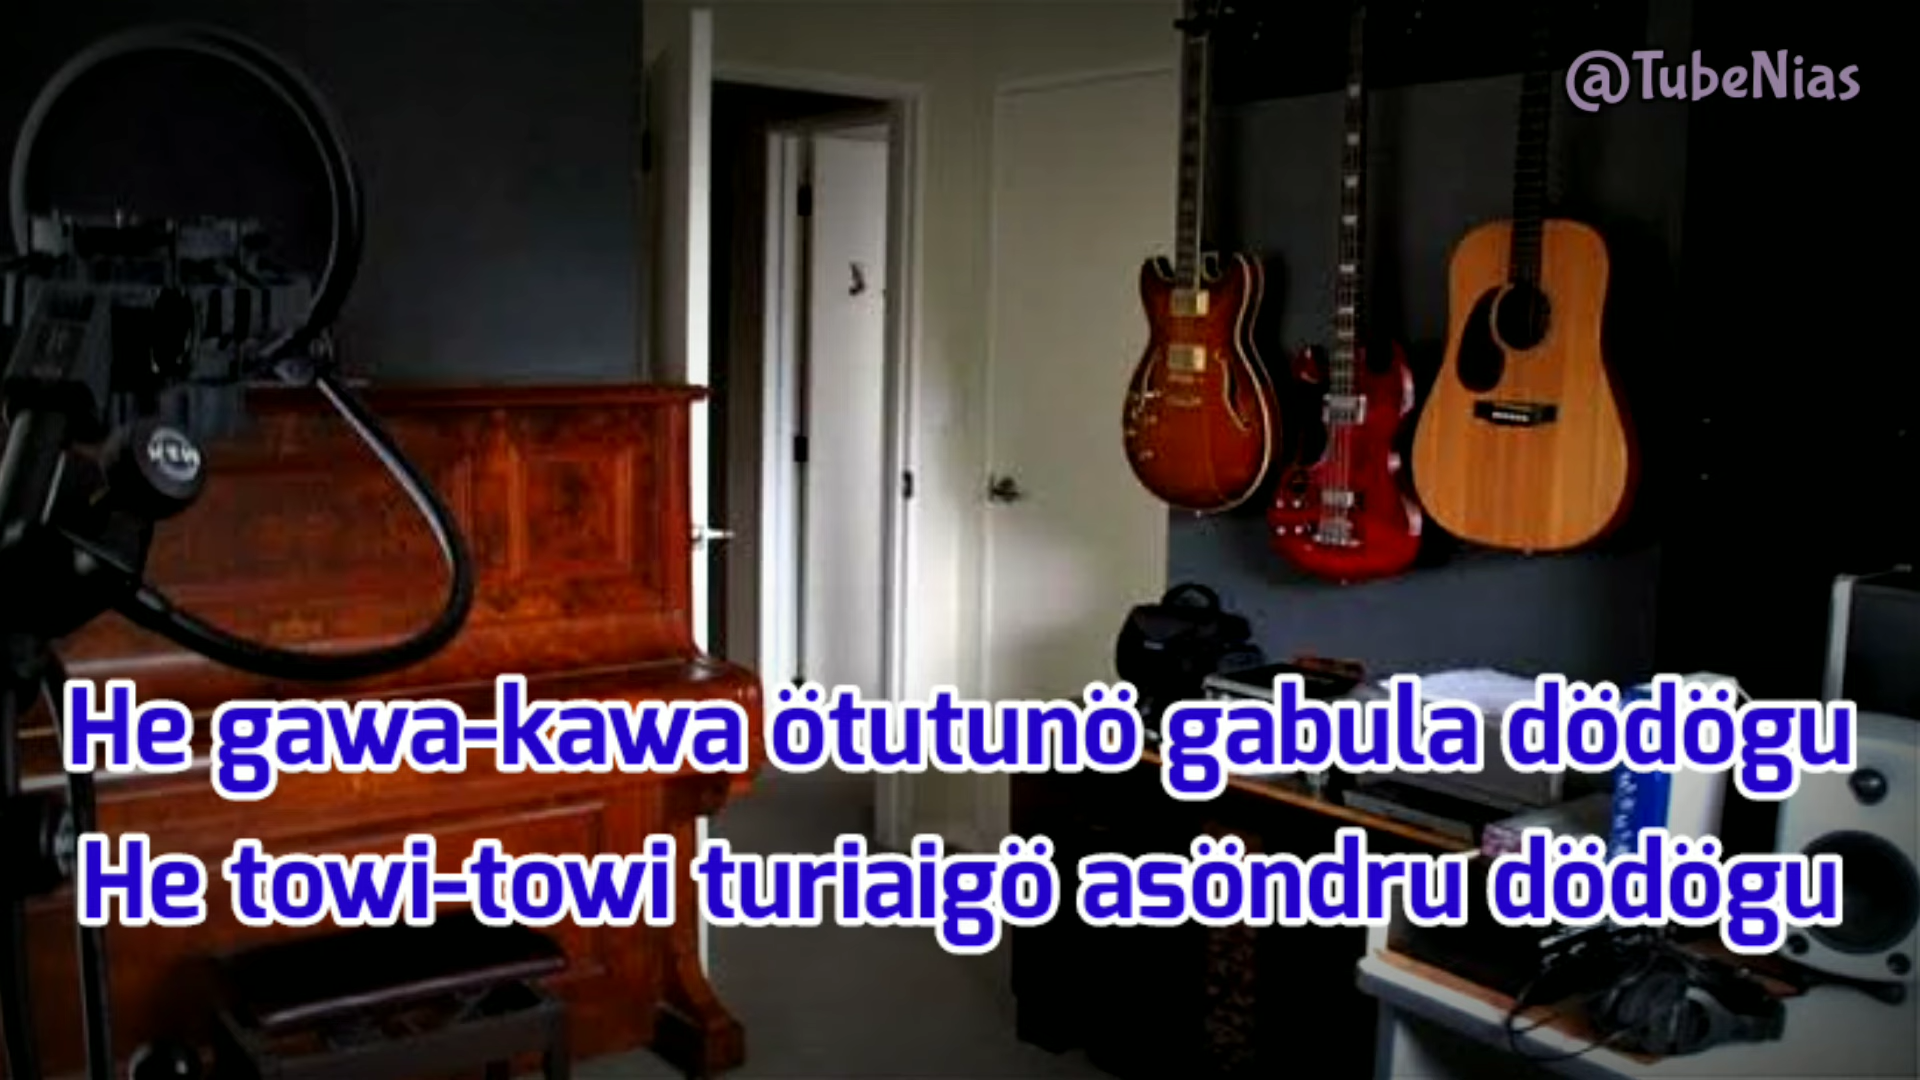 @TubeNias
He gawa-kawa ötutunö gabula dödögu
He towi-towi turiaigö asöndru dödögu